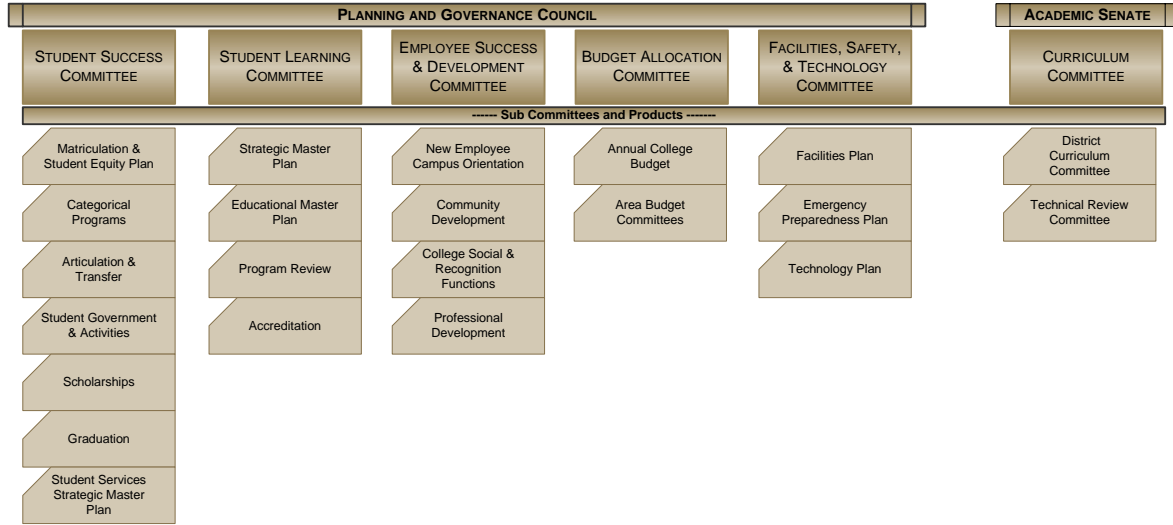 PLANNING AND GOVERNANCE COUNCIL
ACADEMIC SENATE
STUDENT SUCCESS
COMMITTEE
STUDENT LEARNING
COMMITTEE
EMPLOYEE SUCCESS
& DEVELOPMENT
COMMITTEE
BUDGET ALLOCATION
COMMITTEE
FACILITIES, SAFETY,
& TECHNOLOGY
COMMITTEE
CURRICULUM
COMMITTEE
------ Sub Committees and Products -------
Matriculation &
Student Equity Plan
Categorical
Programs
Articulation &
Transfer
Student Government
& Activities
Scholarships
Graduation
Student Services
Strategic Master
Plan
Strategic Master
Plan
Educational Master
Plan
Program Review
Accreditation
New Employee
Campus Orientation
Community
Development
College Social &
Recognition
Functions
Professional
Development
Annual College
Budget
Area Budget
Committees
Facilities Plan
Emergency
Preparedness Plan
Technology Plan
District
Curriculum
Committee
Technical Review
Committee